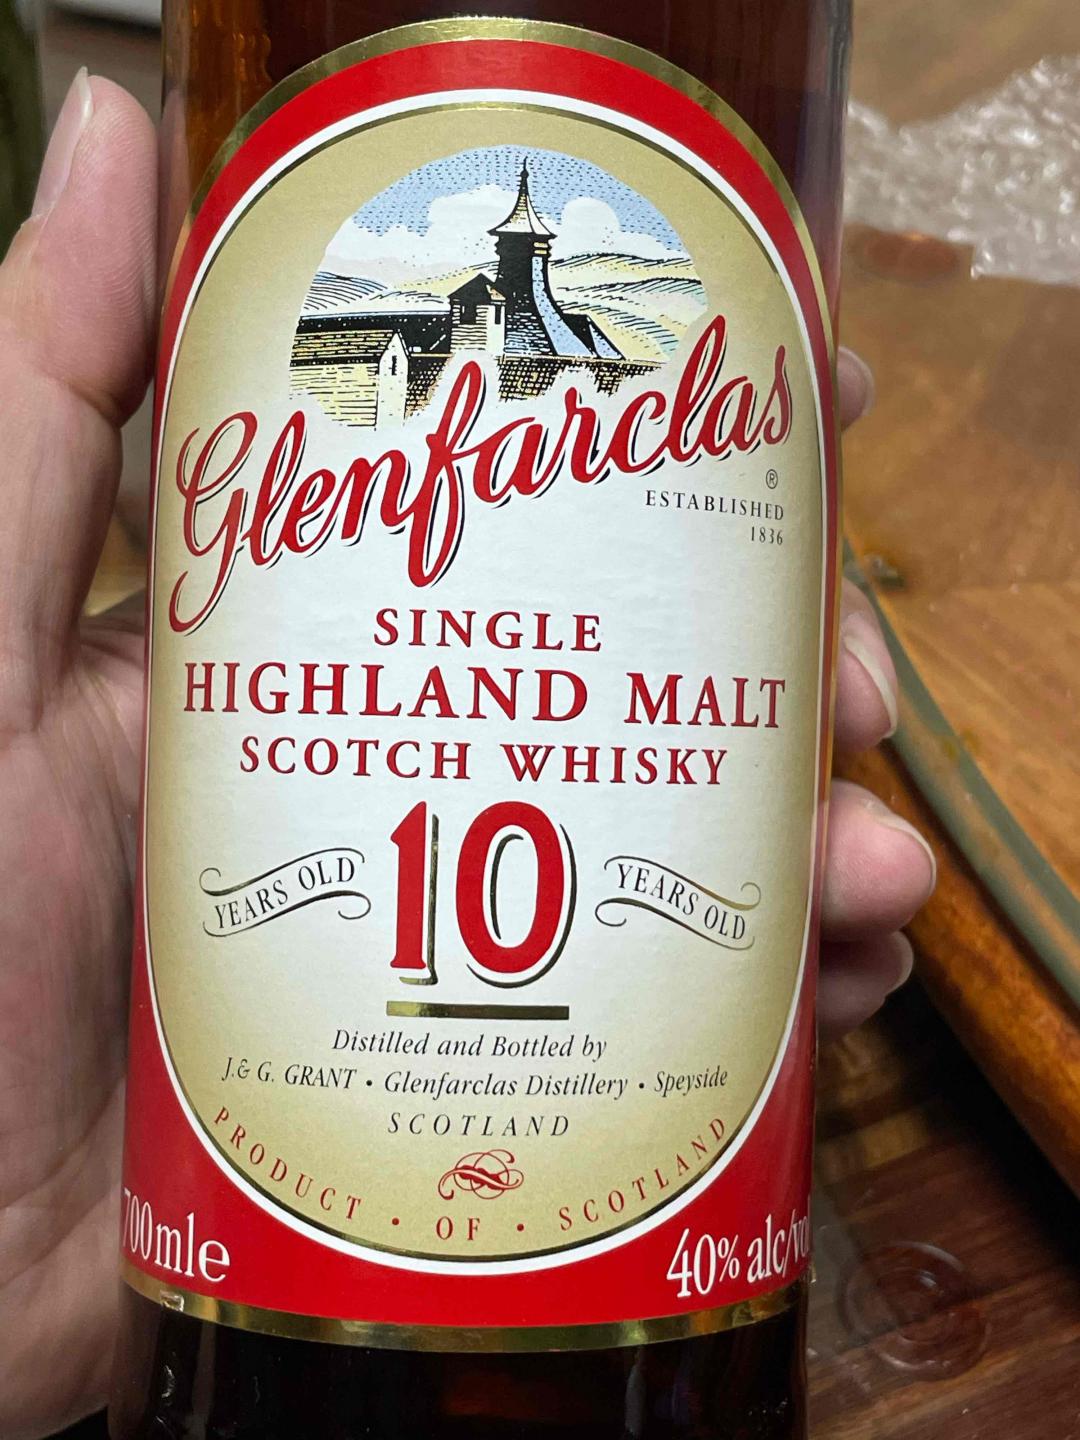 Glenfarclas
®
ESTABLISHED
1836
SINGLE
HIGHLAND MALT
SCOTCH WHISKY
YEARS OLD 10 YEARS OLD
Distilled and Bottled by
J.& G. GRANT • Glenfarclas Distillery • Speyside
SCOTLAND
PRODUCT • OF • SCOTLAND
700mle
40% alc/vol